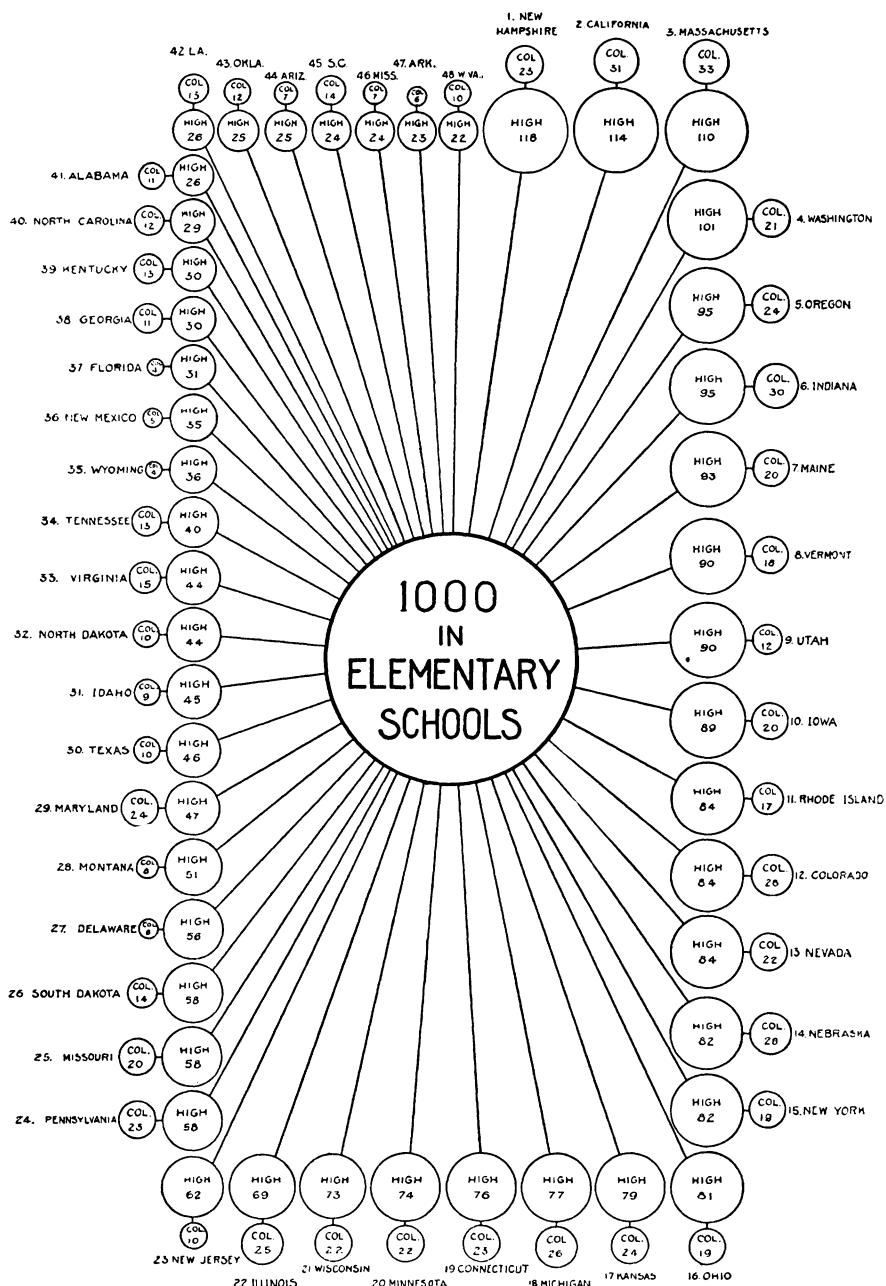 1. NEW
HAMPSHIRE
COL
23
HIGH
118
2. CALIFORNIA
COL.
31
HIGH
114
3. MASSACHUSETTS
COL.
33
HIGH
110
HIGH
101
COL.
21
4. WASHINGTON
HIGH
95
COL.
24
5. OREGON
HIGH
95
COL.
30
6. INDIANA
HIGH
93
COL.
20
7 MAINE
HIGH
90
COL.
18
8. VERMONT
HIGH
90
COL.
12
9. UTAH
HIGH
89
COL.
20
10. IOWA
HIGH
84
COL
17
11. RHODE ISLAND
HIGH
84
COL.
28
12. COLORADO
HIGH
84
COL
22
13 NEVADA
HIGH
82
COL.
28
14. NEBRASKA
HIGH
82
COL.
19
15. NEW YORK
HIGH
81
COL.
19
16. OHIO
HIGH
79
COL.
24
17 KANSAS
HIGH
77
COL
26
18 MICHIGAN
HIGH
76
COL.
23
19 CONNECTICUT
HIGH
74
COL.
22
20 MINNESOTA
HIGH
73
COL
22
21 WISCONSIN
HIGH
69
COL.
25
22 ILLINOIS
HIGH
62
COL
10
23 NEW JERSEY
24. PENNSYLVANIA
COL.
23
HIGH
58
25. MISSOURI
COL.
20
HIGH
58
26 SOUTH DAKOTA
COL.
14
HIGH
58
27. DELAWARE
COL
8
HIGH
56
28. MONTANA
COL
8
HIGH
51
29. MARYLAND
COL.
24
HIGH
47
30. TEXAS
COL
10
HIGH
46
31. IDAHO
COL
9
HIGH
45
32. NORTH DAKOTA
COL
10
HIGH
44
33. VIRGINIA
COL.
15
HIGH
44
34. TENNESSEE
COL
13
HIGH
40
35. WYOMING
4
HIGH
36
36 NEW MEXICO
COL
5
HIGH
35
37 FLORIDA
HIGH
31
38 GEORGIA
COL
11
HIGH
30
39 KENTUCKY
COL
13
HIGH
30
40. NORTH CAROLINA
COL.
12
HIGH
29
41. ALABAMA
COL
11
HIGH
26
42 LA.
COL
13
HIGH
26
43. OKLA.
COL
12
HIGH
25
44 ARIZ
COL
7
HIGH
25
45 S.C.
COL
14
HIGH
24
46 MISS.
COL
7
HIGH
24
47. ARK.
COL
6
HIGH
23
48 W. VA.
COL
10
HIGH
22
1000
IN
ELEMENTARY
SCHOOLS